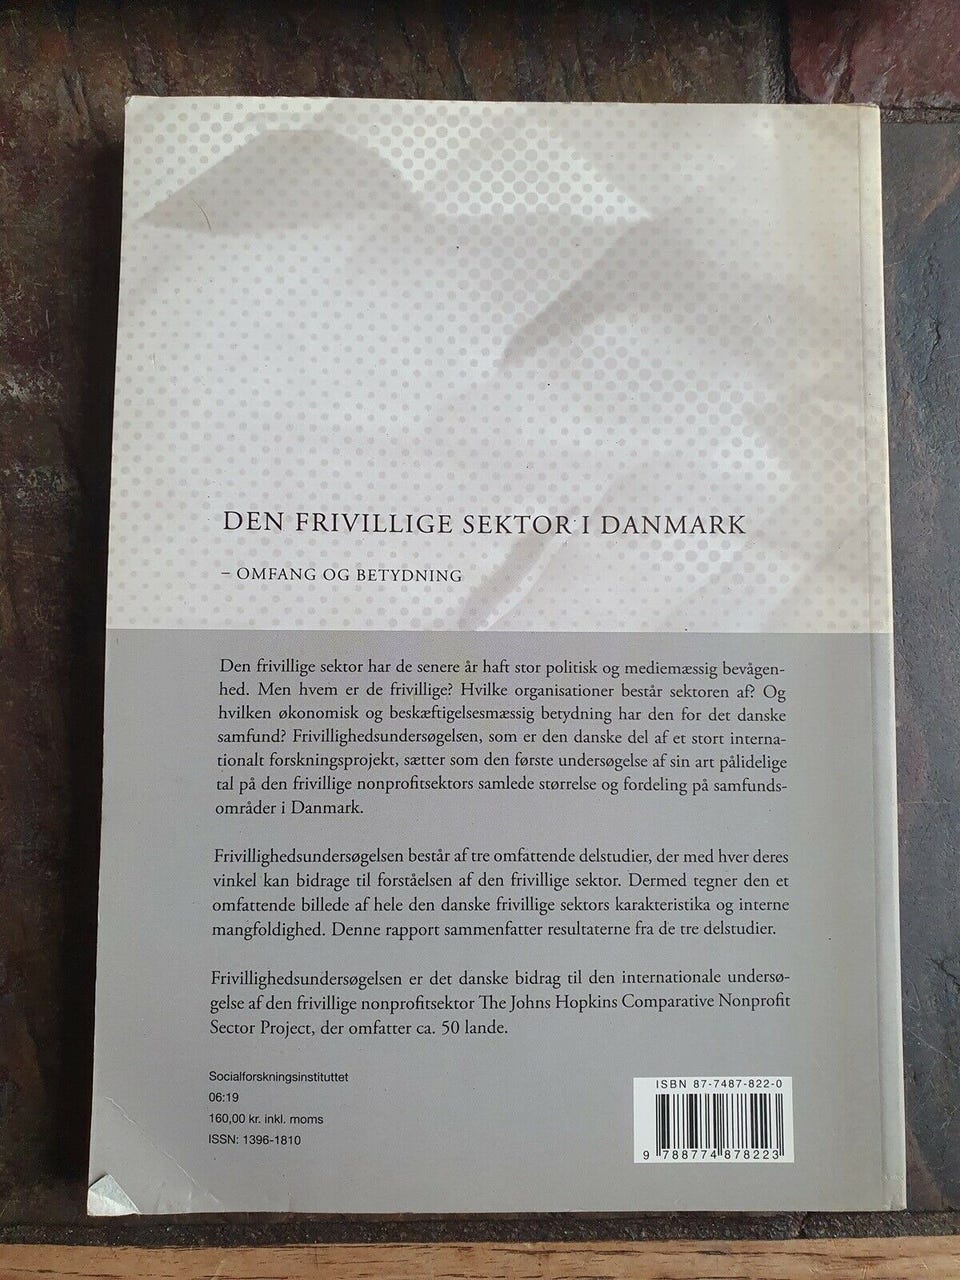 DEN FRIVILLIGE SEKTOR I DANMARK
– OMFANG OG BETYDNING
Den frivillige sektor har de senere år haft stor politisk og mediemæssig bevågen-
hed. Men hvem er de frivillige? Hvilke organisationer består sektoren af? Og
hvilken økonomisk og beskæftigelsesmæssig betydning har den for det danske
samfund? Frivillighedsundersøgelsen, som er den danske del af et stort interna-
tionalt forskningsprojekt, sætter som den første undersøgelse af sin art pålidelige
tal på den frivillige nonprofitsektors samlede størrelse og fordeling på samfunds-
områder i Danmark.
Frivillighedsundersøgelsen består af tre omfattende delstudier, der med hver deres
vinkel kan bidrage til forståelsen af den frivillige sektor. Dermed tegner den et
omfattende billede af hele den danske frivillige sektors karakteristika og interne
mangfoldighed. Denne rapport sammenfatter resultaterne fra de tre delstudier.
Frivillighedsundersøgelsen er det danske bidrag til den internationale undersø-
gelse af den frivillige nonprofitsektor The Johns Hopkins Comparative Nonprofit
Sector Project, der omfatter ca. 50 lande.
Socialforskningsinstituttet
06:19
160,00 kr. inkl. moms
ISSN: 1396-1810
ISBN 87-7487-822-0
9 788774 878223